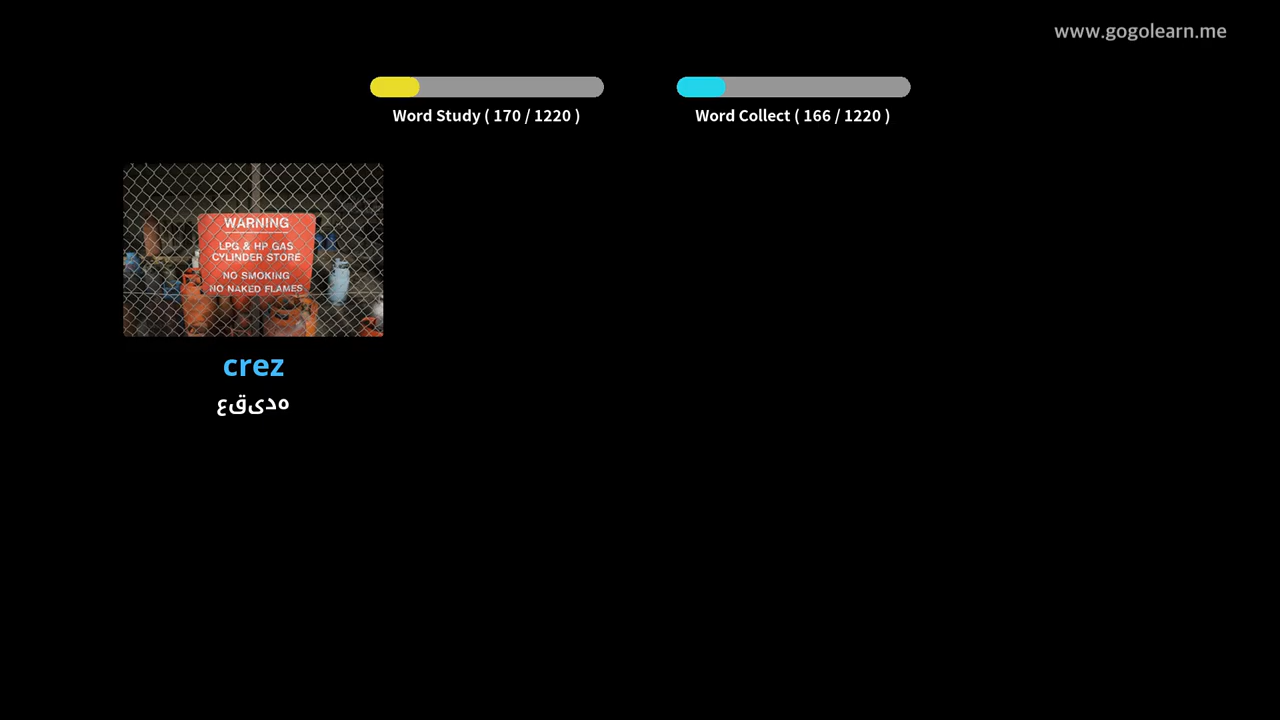 www.gogolearn.me
Word Study ( 170 / 1220 )
Word Collect ( 166 / 1220 )
WARNING
LPG & HP GAS
CYLINDER STORE
NO SMOKING
NO NAKED FLAMES
crez
عقیده